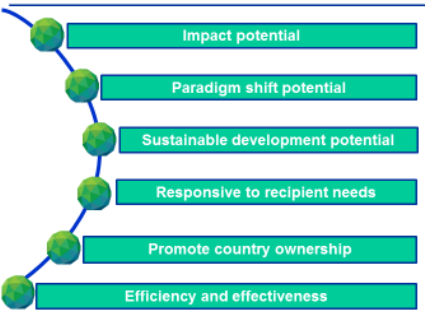 Impact potential
Paradigm shift potential
Sustainable development potential
Responsive to recipient needs
Promote country ownership
Efficiency and effectiveness